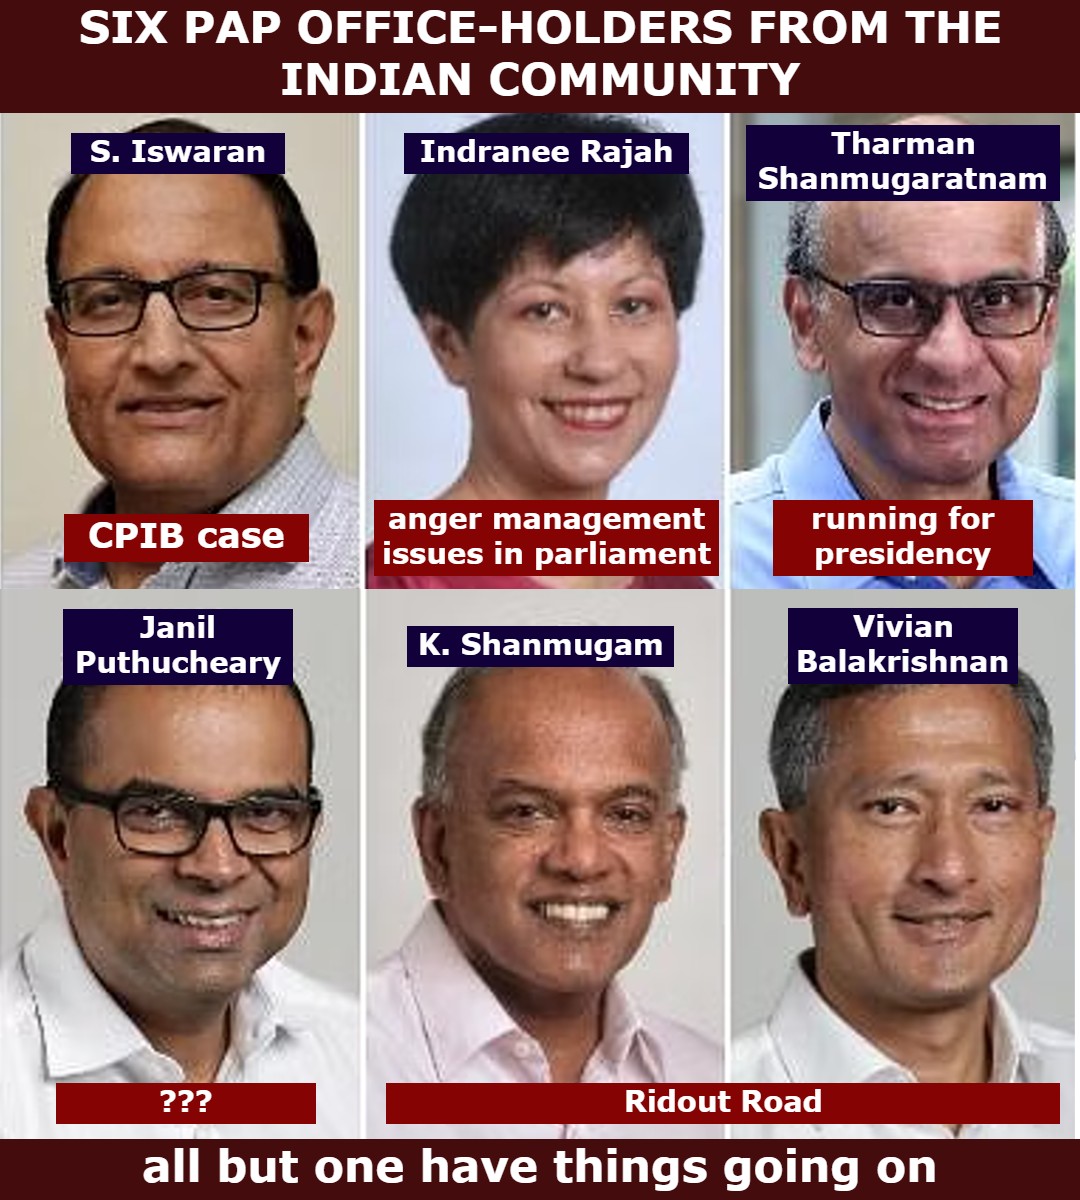 SIX PAP OFFICE-HOLDERS FROM THE
INDIAN COMMUNITY
S. Iswaran
Indranee Rajah
Tharman
Shanmugaratnam
CPIB case
anger management
issues in parliament
running for
presidency
Janil
Puthucheary
K. Shanmugam
Vivian
Balakrishnan
???
Ridout Road
all but one have things going on